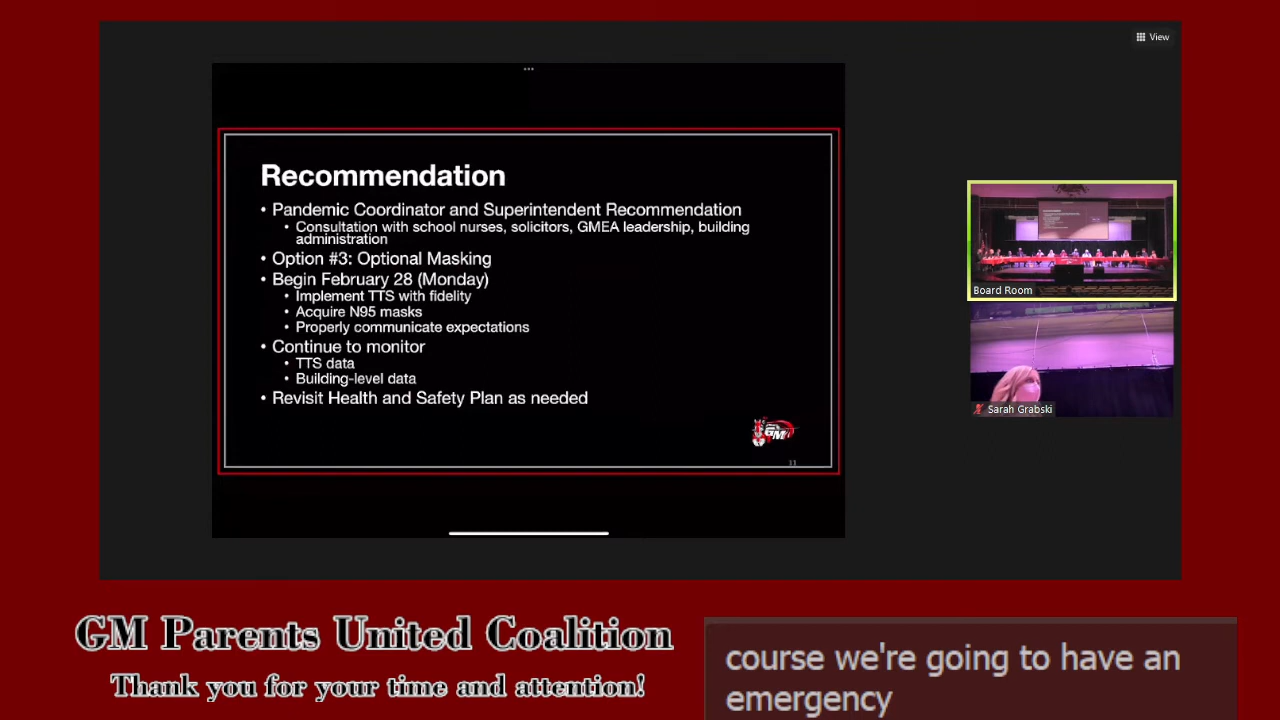 View
Recommendation
• Pandemic Coordinator and Superintendent Recommendation
• Consultation with school nurses, solicitors, GMEA leadership, building
administration
• Option #3: Optional Masking
• Begin February 28 (Monday)
• Implement TTS with fidelity
• Acquire N95 masks
• Properly communicate expectations
• Continue to monitor
• TTS data
• Building-level data
• Revisit Health and Safety Plan as needed
GM
Board Room
Sarah Grabski
GM Parents United Coalition
Thank you for your time and attention!
course we're going to have an
emergency